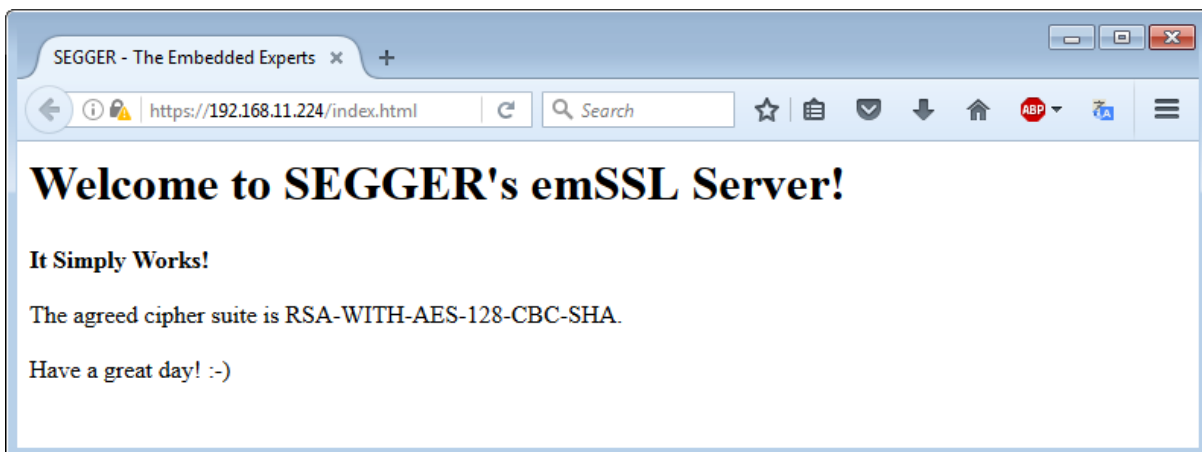 SEGGER - The Embedded Experts
https://192.168.11.224/index.html
Search
ABP
Welcome to SEGGER's emSSL Server!
It Simply Works!
The agreed cipher suite is RSA-WITH-AES-128-CBC-SHA.
Have a great day! :-)